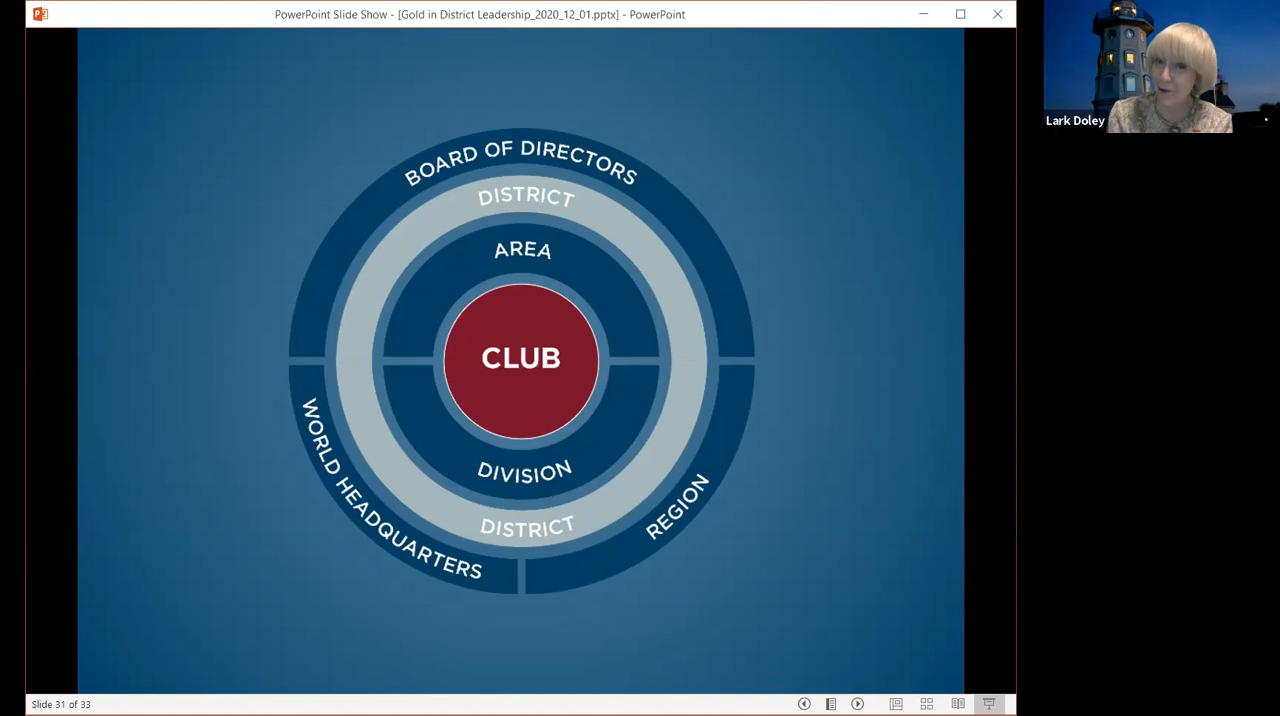 PowerPoint Slide Show - [Gold in District Leadership_2020_12_01.pptx] - PowerPoint
Lark Doley
BOARD OF DIRECTORS
DISTRICT
AREA
CLUB
DIVISION
DISTRICT
WORLD HEADQUARTERS
REGION
Slide 31 of 33